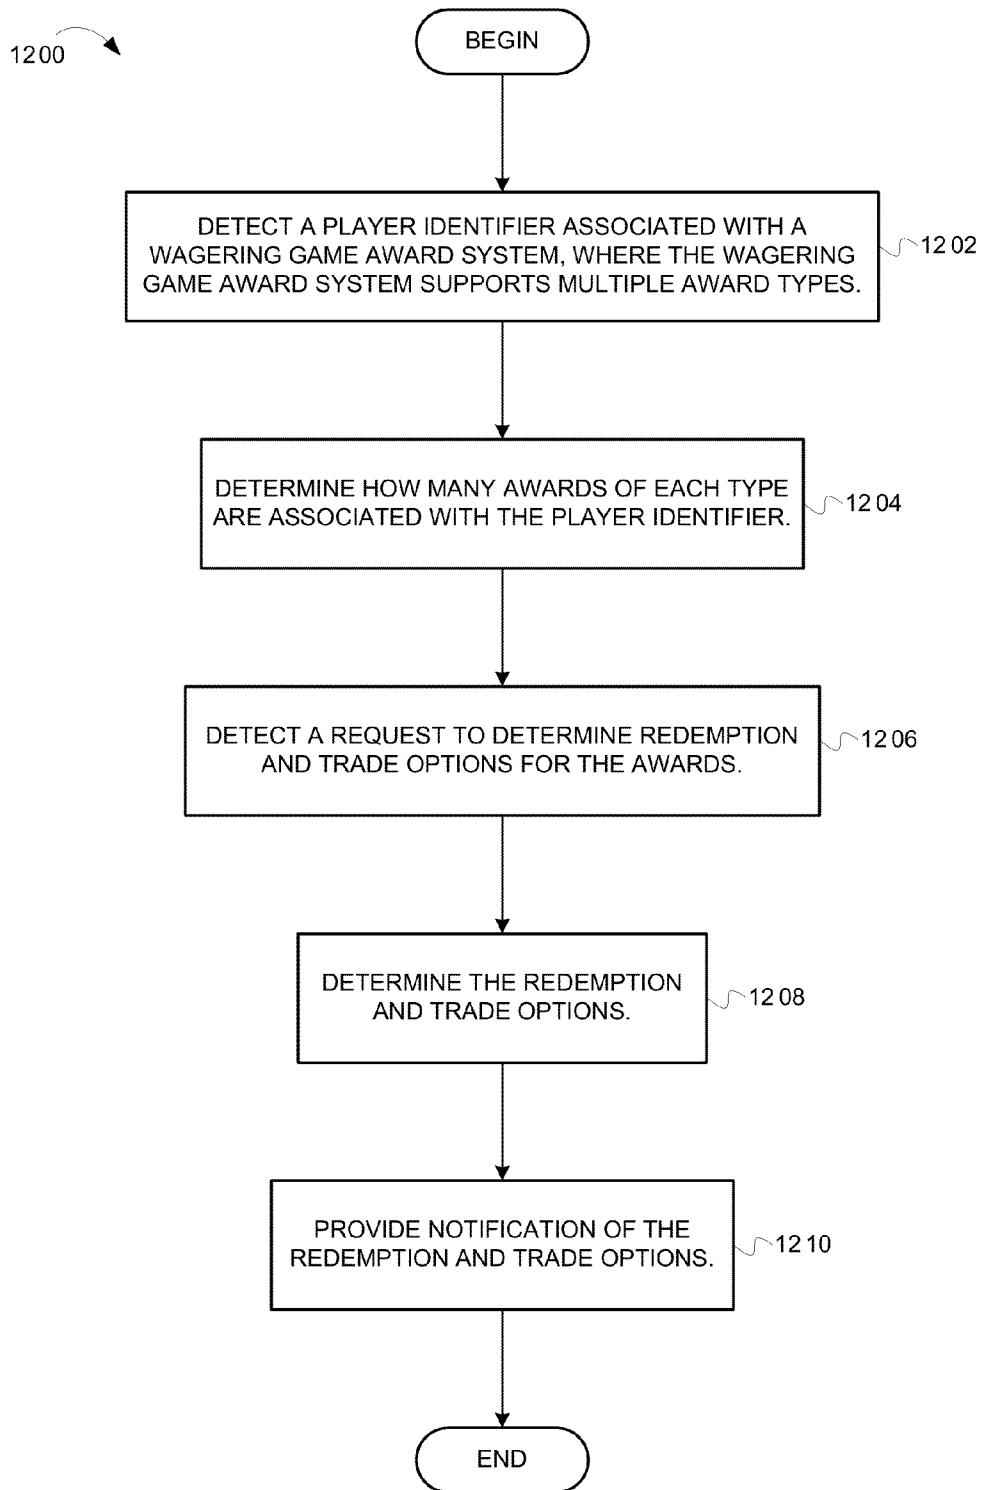 1200
BEGIN
DETECT A PLAYER IDENTIFIER ASSOCIATED WITH A
WAGERING GAME AWARD SYSTEM, WHERE THE WAGERING
GAME AWARD SYSTEM SUPPORTS MULTIPLE AWARD TYPES.
1202
DETERMINE HOW MANY AWARDS OF EACH TYPE
ARE ASSOCIATED WITH THE PLAYER IDENTIFIER.
1204
DETECT A REQUEST TO DETERMINE REDEMPTION
AND TRADE OPTIONS FOR THE AWARDS.
1206
DETERMINE THE REDEMPTION
AND TRADE OPTIONS.
1208
PROVIDE NOTIFICATION OF THE
REDEMPTION AND TRADE OPTIONS.
1210
END